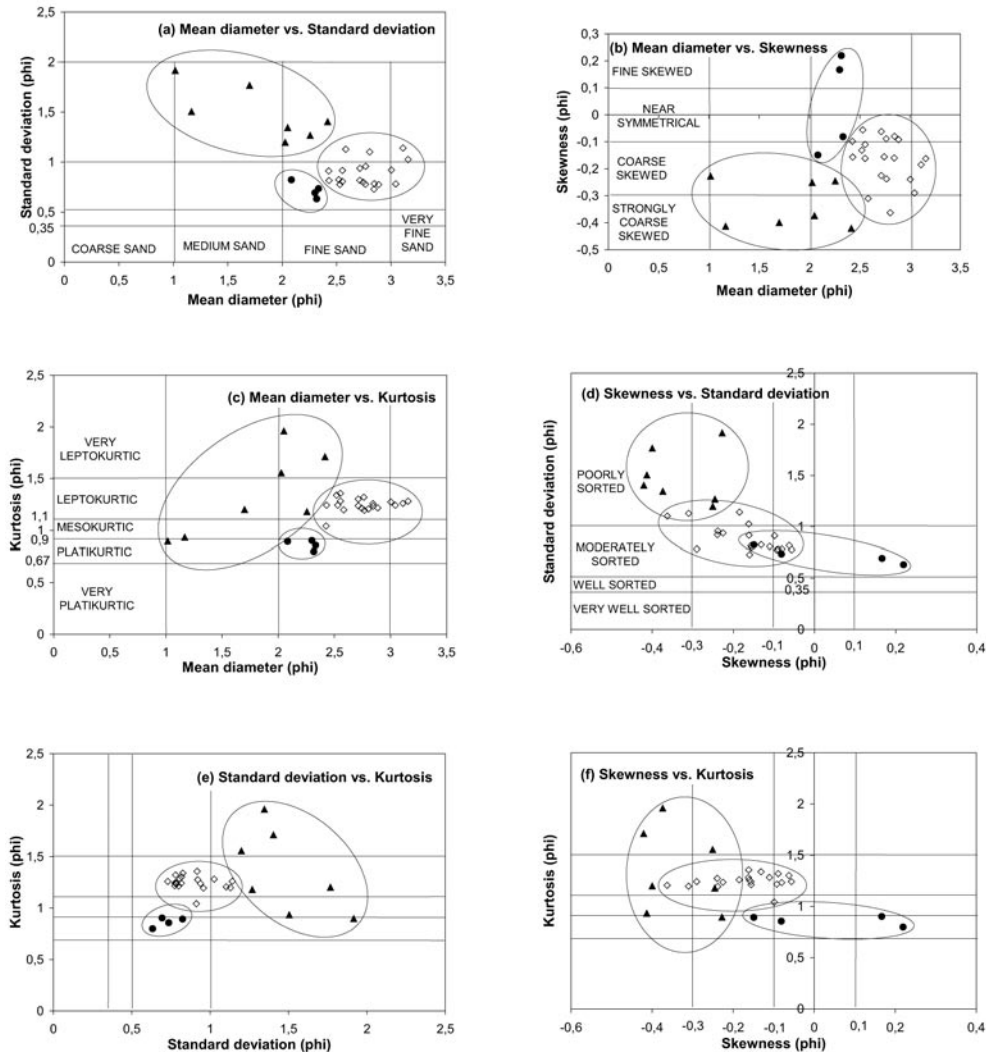 (a) Mean diameter vs. Standard deviation
Standard deviation (phi)
2,5
2
1,5
1
0,5
0,35
0
COARSE SAND
MEDIUM SAND
FINE SAND
VERY
FINE
SAND
0
0,5
1
1,5
2
2,5
3
3,5
Mean diameter (phi)
(b) Mean diameter vs. Skewness
Skewness (phi)
0,3
0,2
0,1
0
-0,1
-0,2
-0,3
-0,4
-0,5
FINE SKEWED
NEAR
SYMMETRICAL
COARSE
SKEWED
STRONGLY
COARSE
SKEWED
0
0,5
1
1,5
2
2,5
3
3,5
Mean diameter (phi)
(c) Mean diameter vs. Kurtosis
Kurtosis (phi)
2,5
2
1,5
1,1
1
0,9
0,67
0,5
0
VERY
LEPTOKURTIC
LEPTOKURTIC
MESOKURTIC
PLATIKURTIC
VERY
PLATIKURTIC
0
0,5
1
1,5
2
2,5
3
3,5
Mean diameter (phi)
(d) Skewness vs. Standard deviation
Standard deviation (phi)
2,5
2
1,5
1
0,5
0,35
0
POORLY
SORTED
MODERATELY
SORTED
WELL SORTED
VERY WELL SORTED
-0,6
-0,4
-0,3
-0,2
-0,1
0
0,1
0,2
0,4
Skewness (phi)
(e) Standard deviation vs. Kurtosis
Kurtosis (phi)
2,5
2
1,5
1
0,5
0
0
0,5
1
1,5
2
2,5
Standard deviation (phi)
(f) Skewness vs. Kurtosis
Kurtosis (phi)
2,5
2
1,5
1
0,5
0
-0,6
-0,4
-0,3
-0,2
-0,1
0
0,1
0,2
0,4
Skewness (phi)